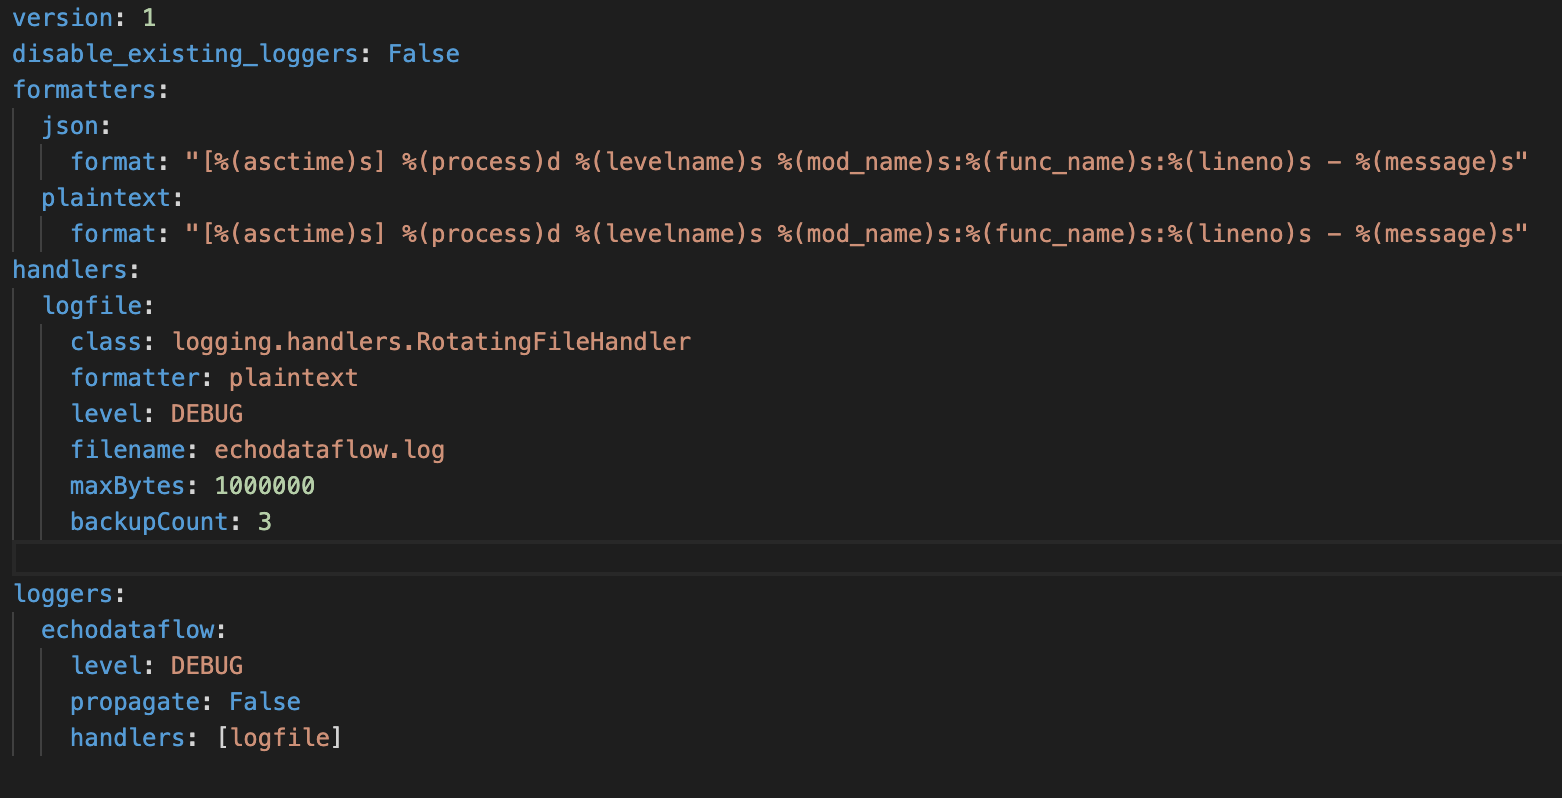 version: 1
disable_existing_loggers: False
formatters:
  json:
    format: "[%(asctime)s] %(process)d %(levelname)s %(mod_name)s:%(func_name)s:%(lineno)s - %(message)s"
  plaintext:
    format: "[%(asctime)s] %(process)d %(levelname)s %(mod_name)s:%(func_name)s:%(lineno)s - %(message)s"
handlers:
  logfile:
    class: logging.handlers.RotatingFileHandler
    formatter: plaintext
    level: DEBUG
    filename: echodataflow.log
    maxBytes: 1000000
    backupCount: 3

loggers:
  echodataflow:
    level: DEBUG
    propagate: False
    handlers: [logfile]